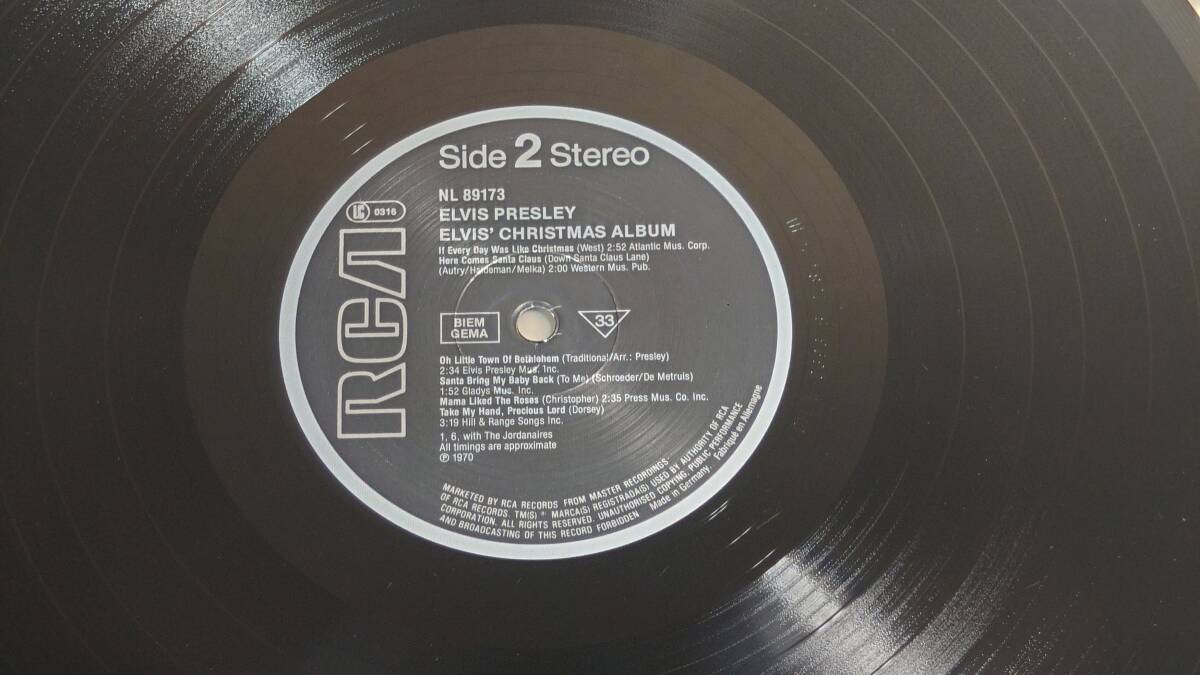 Side 2 Stereo
NL 89173
LC 0316
ELVIS PRESLEY
ELVIS' CHRISTMAS ALBUM
If Every Day Was Like Christmas (West) 2:52 Atlantic Mus. Corp.
Here Comes Santa Claus (Down Santa Claus Lane)
(Autry/Haldeman/Melka) 2:00 Western Mus. Pub.
RCA
BIEM
GEMA
33
Oh Little Town Of Bethlehem (Traditional/Arr.: Presley)
2:34 Elvis Presley Mus. Inc.
Santa Bring My Baby Back (To Me) (Schroeder/De Metruis)
1:52 Gladys Mus. Inc.
Mama Liked The Roses (Christopher) 2:35 Press Mus. Co. Inc.
Take My Hand, Precious Lord (Dorsey)
3:19 Hill & Range Songs Inc.
1, 6, with The Jordanaires
All timings are approximate
℗ 1970
MARKETED BY RCA RECORDS FROM MASTER RECORDINGS
OF RCA RECORDS. TM(S) ® MARCA(S) REGISTRADA(S) USED BY AUTHORITY OF RCA
CORPORATION. ALL RIGHTS RESERVED. UNAUTHORISED COPYING, PUBLIC PERFORMANCE
AND BROADCASTING OF THIS RECORD FORBIDDEN Made in Germany. Fabriqué en Allemagne